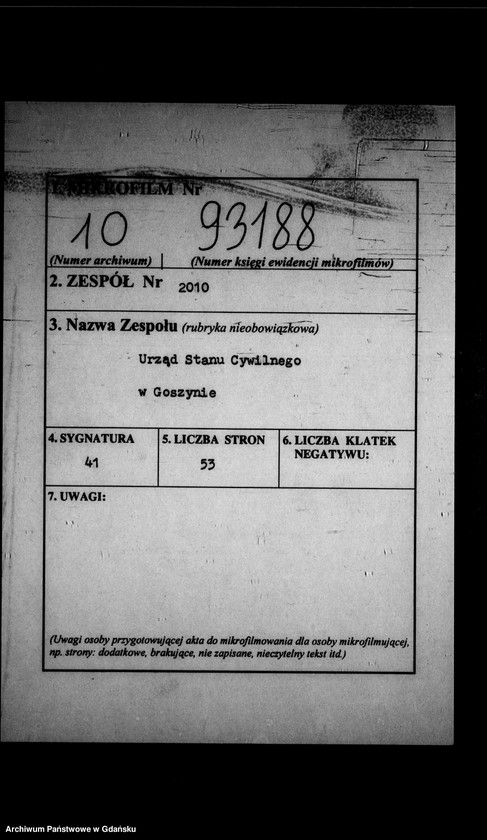 1. MIKROFILM Nr
10 93188
(Numer archiwum) (Numer księgi ewidencji mikrofilmów)
2. ZESPÓŁ Nr 2010
3. Nazwa Zespołu (rubryka nieobowiązkowa)
Urząd Stanu Cywilnego
w Goszynie
4. SYGNATURA 5. LICZBA STRON 6. LICZBA KLATEK
NEGATYWU:
41 53
7. UWAGI:
(Uwagi osoby przygotowującej akta do mikrofilmowania dla osoby mikrofilmującej,
np. strony: dodatkowe, brakujące, nie zapisane, nieczytelny tekst itd.)
Archiwum Państwowe w Gdańsku